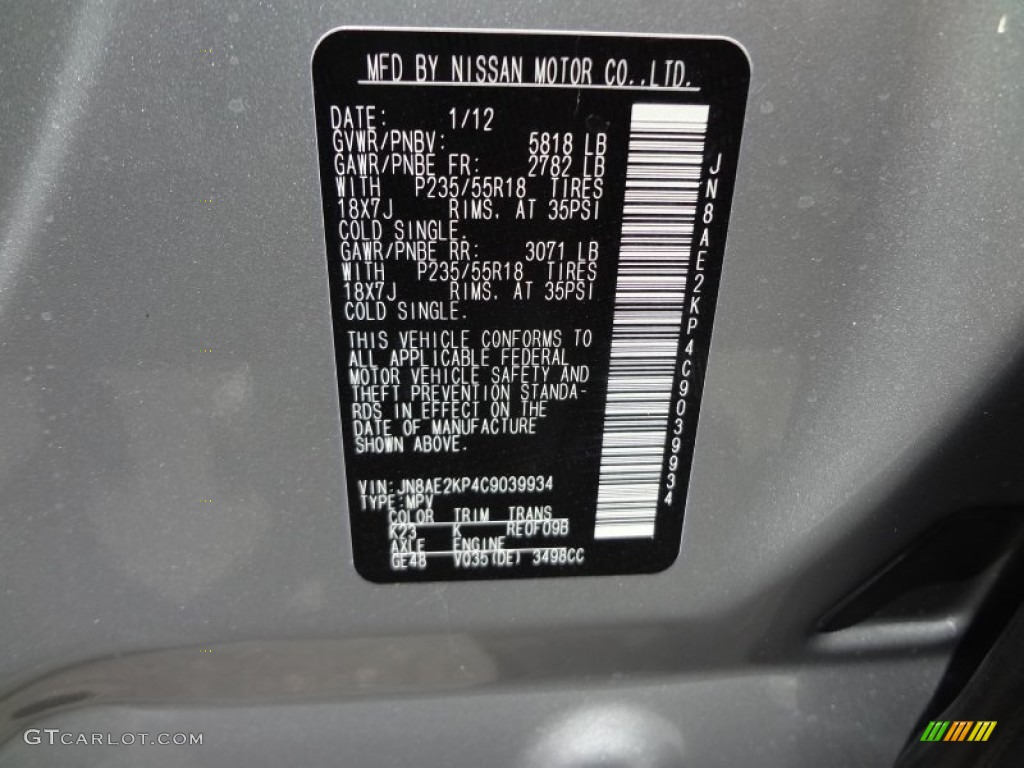 MFD BY NISSAN MOTOR CO.,LTD.
DATE: 1/12
GVWR/PNBV: 5818 LB
GAWR/PNBE FR: 2782 LB
WITH P235/55R18 TIRES
18X7J RIMS. AT 35PSI
COLD SINGLE.
GAWR/PNBE RR: 3071 LB
WITH P235/55R18 TIRES
18X7J RIMS. AT 35PSI
COLD SINGLE.
THIS VEHICLE CONFORMS TO
ALL APPLICABLE FEDERAL
MOTOR VEHICLE SAFETY AND
THEFT PREVENTION STANDA-
RDS IN EFFECT ON THE
DATE OF MANUFACTURE
SHOWN ABOVE.
VIN:JN8AE2KP4C9039934
TYPE:MPV
COLOR TRIM TRANS
K23 K RE0F09B
AXLE ENGINE
GE48 VQ35(DE) 3498CC
JN8AE2KP4C9039934
GTCARLOT.COM